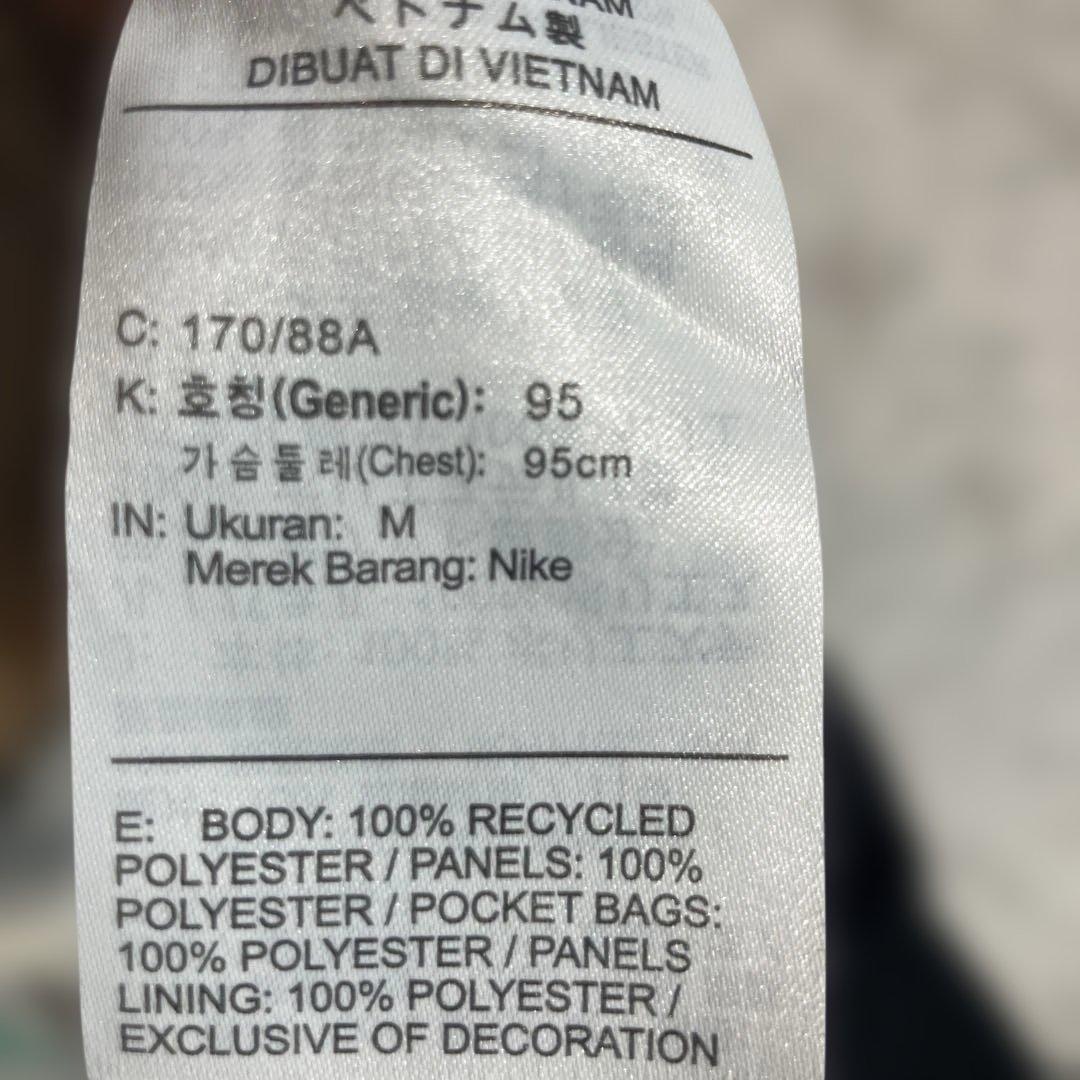 NAM
ベトナム製
DIBUAT DI VIETNAM
C: 170/88A
K: 호칭(Generic): 95
가슴둘레(Chest): 95cm
IN: Ukuran: M
Merek Barang: Nike
E: BODY: 100% RECYCLED
POLYESTER / PANELS: 100%
POLYESTER / POCKET BAGS:
100% POLYESTER / PANELS
LINING: 100% POLYESTER /
EXCLUSIVE OF DECORATION